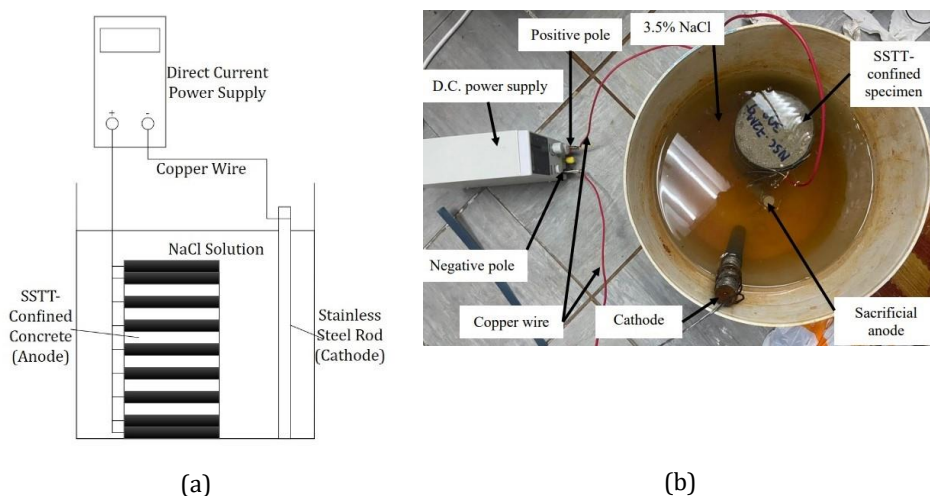 Direct Current
Power Supply
+
-
Copper Wire
NaCl Solution
SSTT-
Confined
Concrete
(Anode)
Stainless
Steel Rod
(Cathode)
(a)
Positive pole
3.5% NaCl
SSTT-
confined
specimen
D.C. power supply
Negative pole
Copper wire
Cathode
Sacrificial
anode
(b)